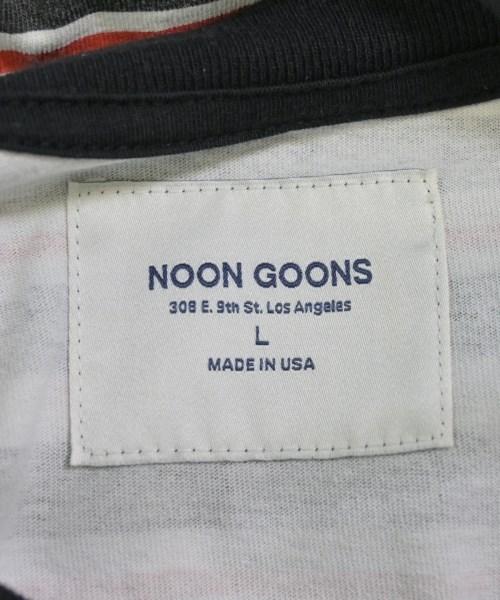 NOON GOONS
308 E. 9th St. Los Angeles
L
MADE IN USA